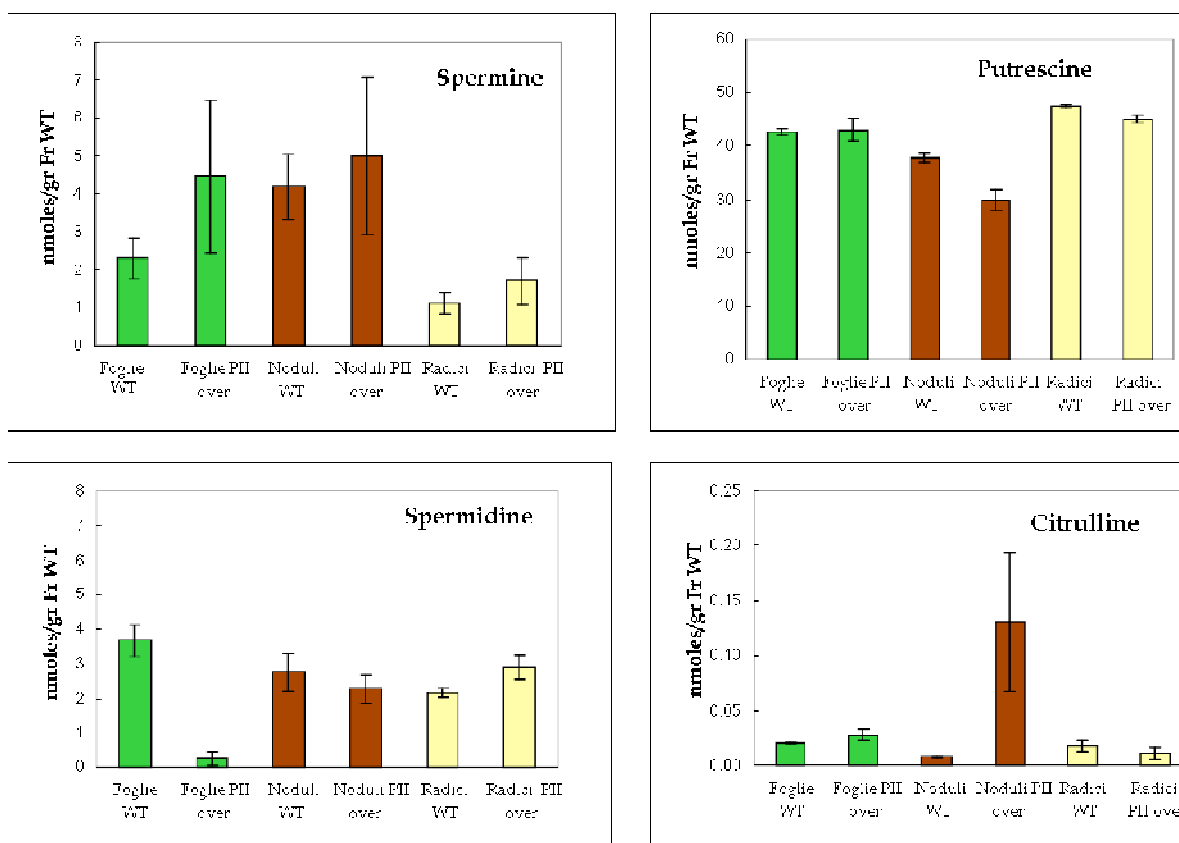 Spermine
nmoles/gr Fr WT
8
7
6
5
4
3
2
1
0
Foglie WT
Foglie PII over
Noduli WT
Noduli PII over
Radici WT
Radici PII over
Putrescine
nmoles/gr Fr WT
60
50
40
30
20
10
0
Foglie WT
Foglie PII over
Noduli WT
Noduli PII over
Radici WT
Radici PII over
Spermidine
nmoles/gr Fr WT
8
7
6
5
4
3
2
1
0
Foglie WT
Foglie PII over
Noduli WT
Noduli PII over
Radici WT
Radici PII over
Citrulline
nmoles/gr Fr WT
0.25
0.20
0.15
0.10
0.05
0.00
Foglie WT
Foglie PII over
Noduli WT
Noduli PII over
Radici WT
Radici PII over